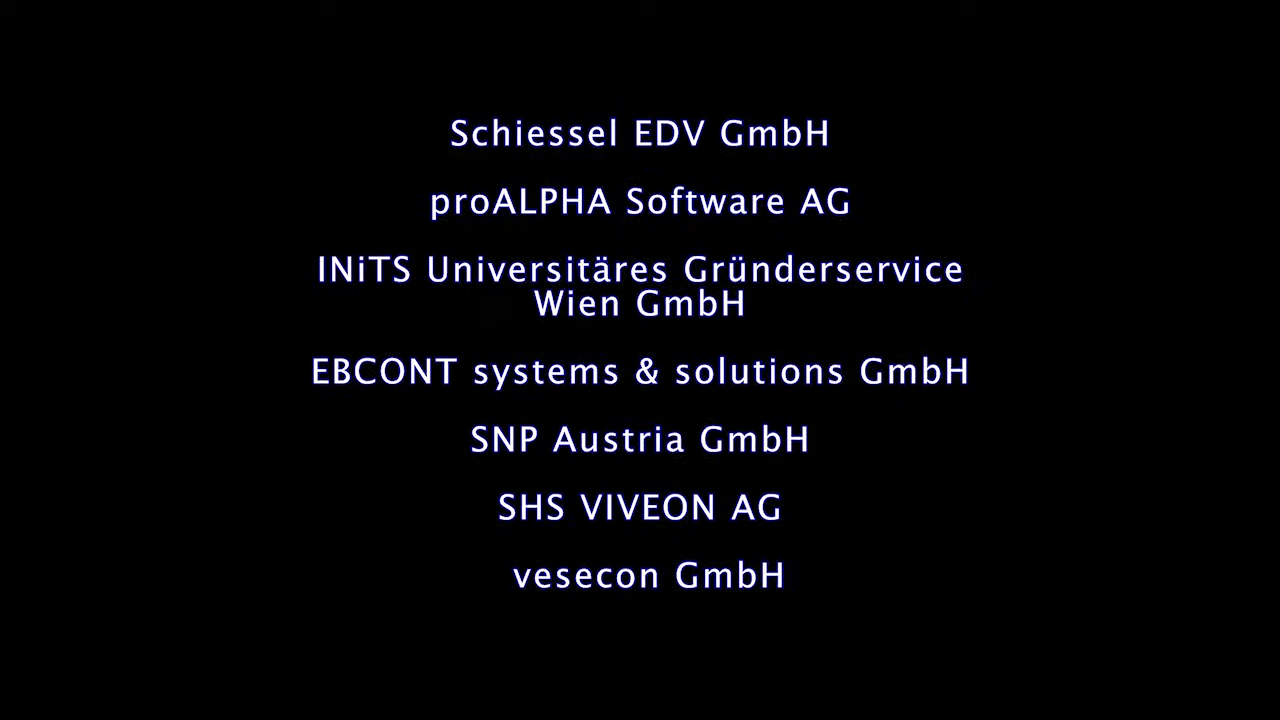 Schiessel EDV GmbH
proALPHA Software AG
INiTS Universitäres Gründerservice
Wien GmbH
EBCONT systems & solutions GmbH
SNP Austria GmbH
SHS VIVEON AG
vesecon GmbH